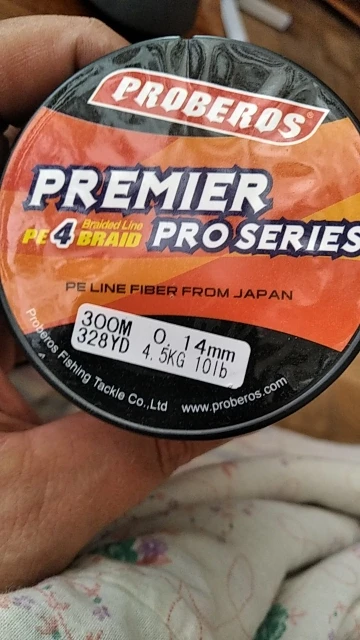 PROBEROS®
PREMIER
PE 4 Braided Line BRAID PRO SERIES
PE LINE FIBER FROM JAPAN
300M 0.14mm
328YD 4.5KG 10lb
Proberos Fishing Tackle Co.,Ltd www.proberos.com